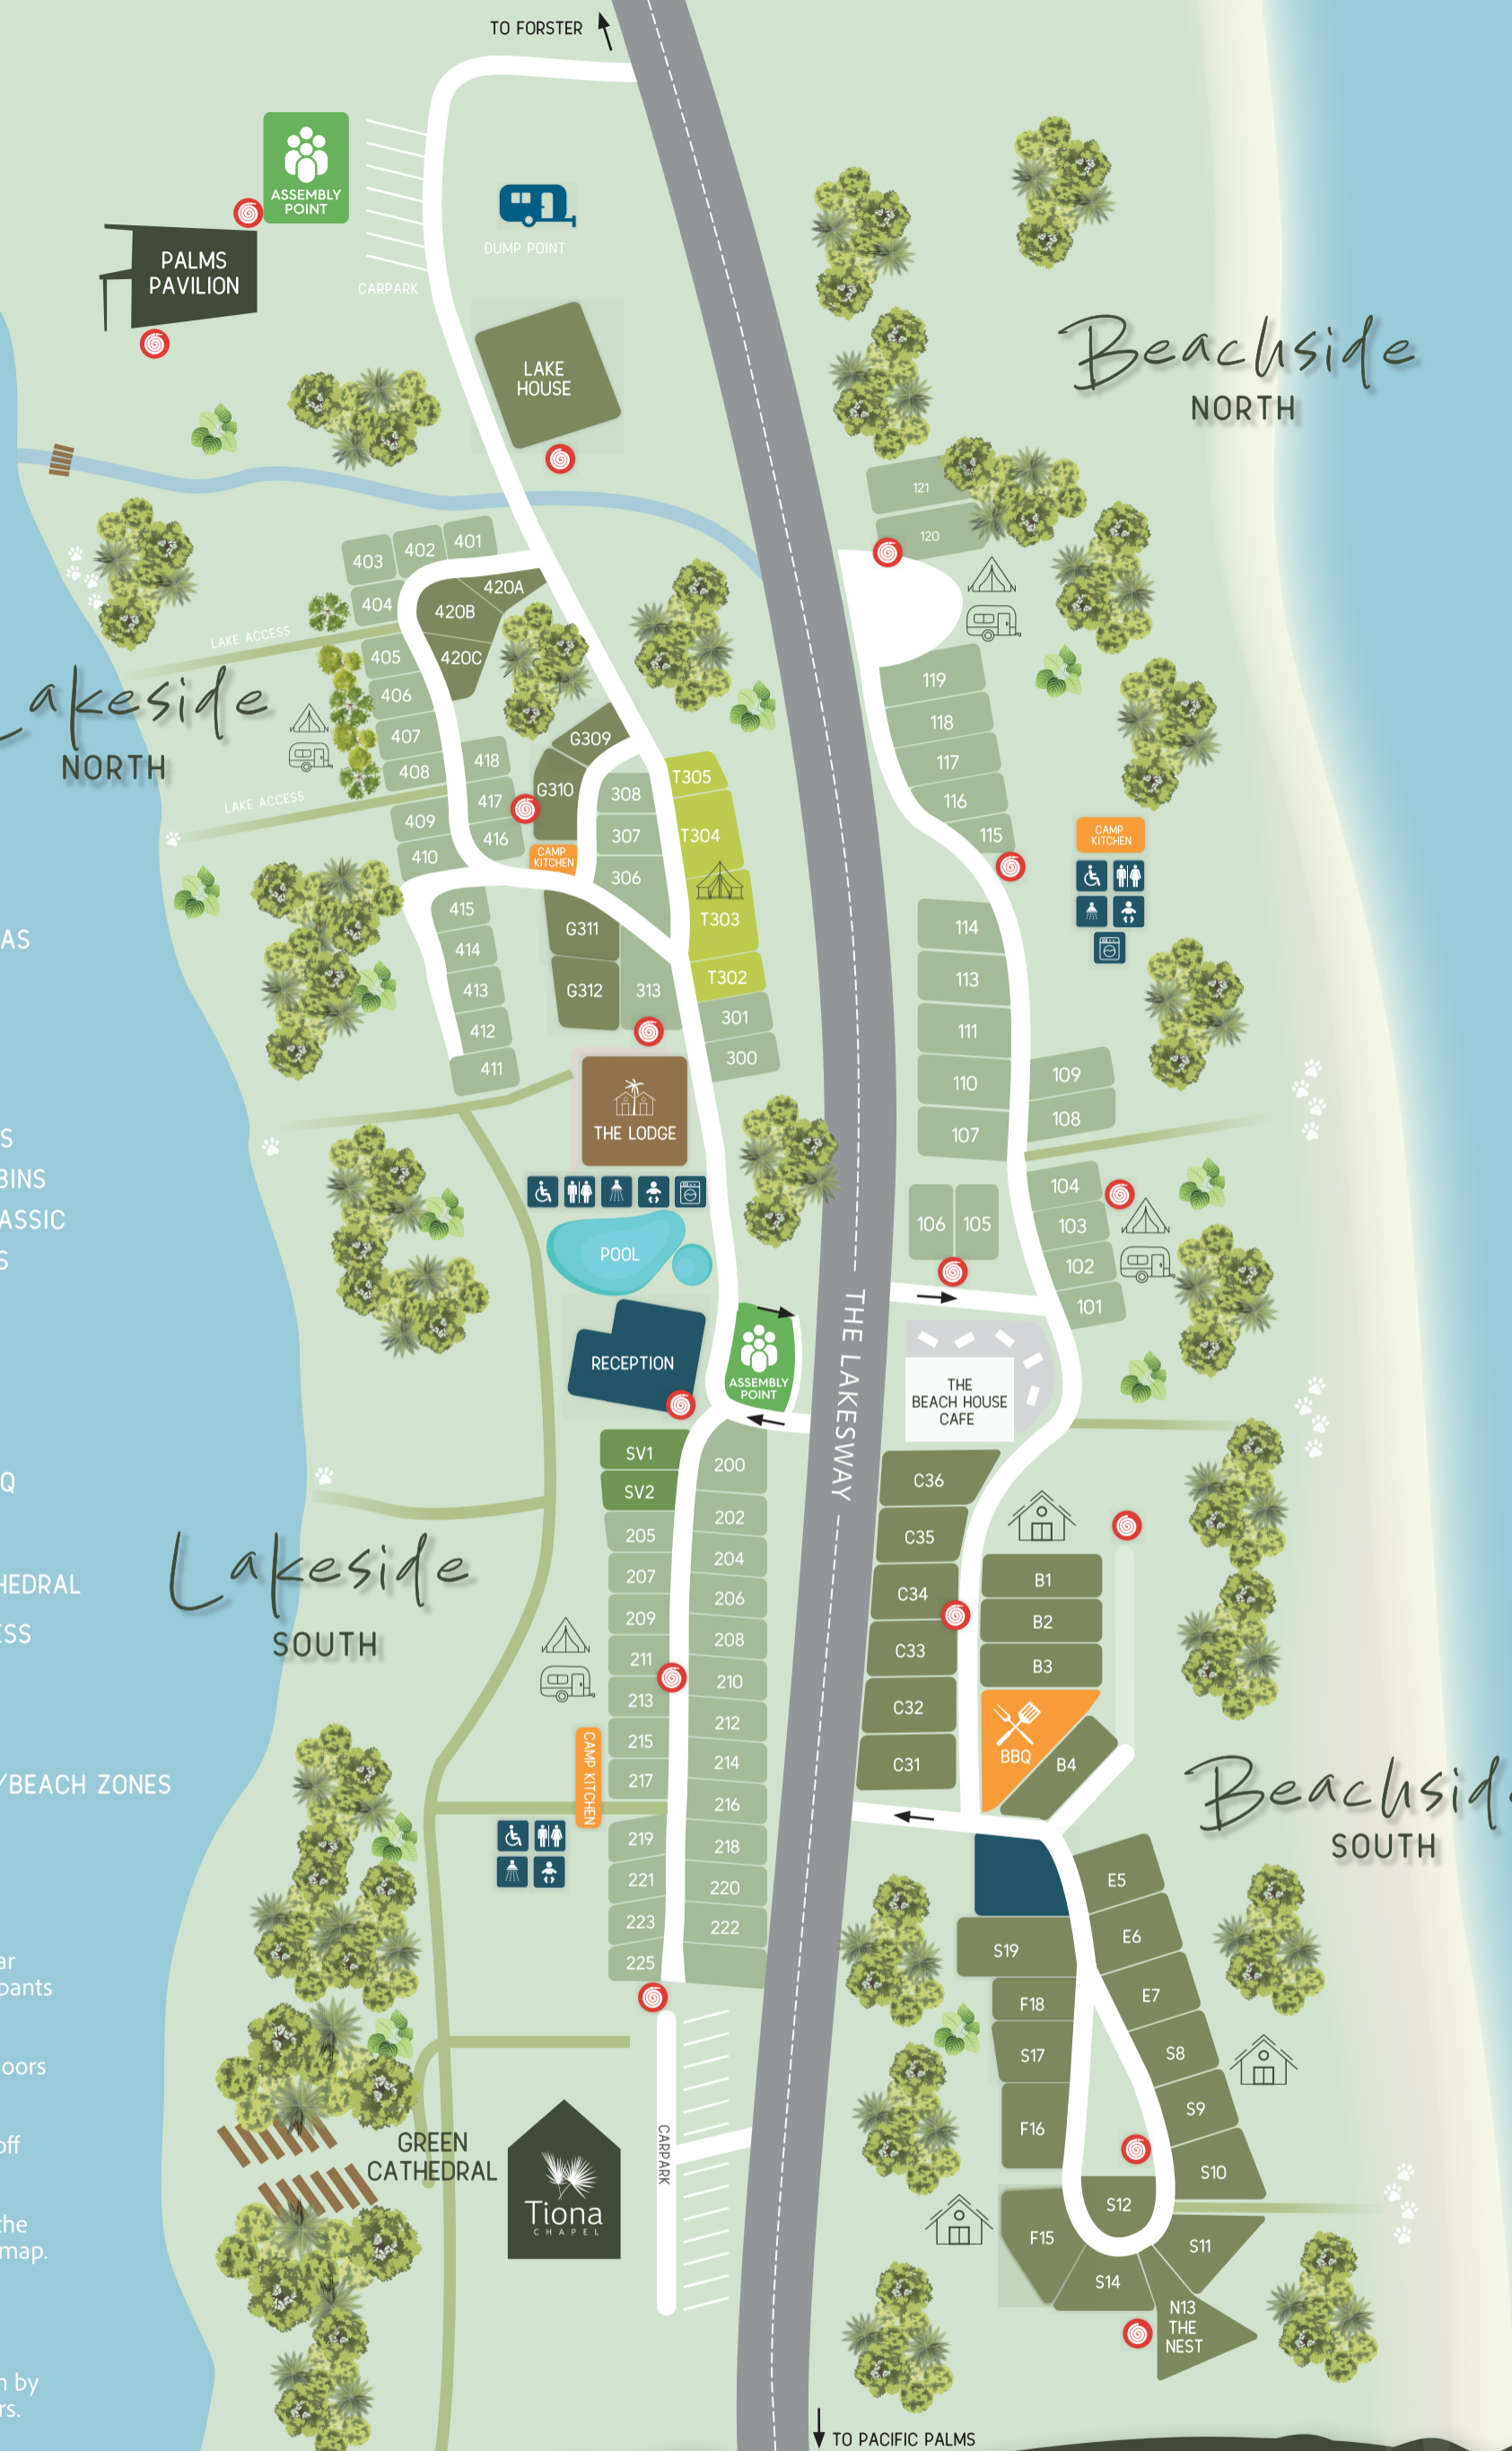 TO FORSTER
ASSEMBLY
POINT
PALMS
PAVILION
DUMP POINT
CARPARK
LAKE
HOUSE
Beachside
NORTH
121
120
401
402
403
404
420A
420B
420C
LAKE ACCESS
405
406
407
408
Lakeside
NORTH
LAKE ACCESS
409
410
418
417
416
G309
G310
CAMP
KITCHEN
308
307
306
T305
T304
T303
T302
301
300
119
118
117
116
115
CAMP
KITCHEN
415
414
413
412
411
G311
G312
313
114
113
111
110
107
109
108
AS
THE LODGE
S
BINS
ASSIC
S
104
103
102
101
106
105
POOL
RECEPTION
ASSEMBLY
POINT
THE LAKESWAY
THE
BEACH HOUSE
CAFE
SV1
SV2
205
207
209
211
213
215
217
219
221
223
225
200
202
204
206
208
210
212
214
216
218
220
222
C36
C35
C34
C33
C32
C31
B1
B2
B3
BBQ
B4
Q
Lakeside
SOUTH
HEDRAL
ESS
CAMP KITCHEN
/BEACH ZONES
Beachsid
SOUTH
E5
E6
E7
S8
S9
S10
S11
S12
N13
THE
NEST
S14
F15
F16
S17
F18
S19
ar
pants
oors
off
the
map.
n by
rs.
GREEN
CATHEDRAL
Tiona
CHAPEL
CARPARK
TO PACIFIC PALMS